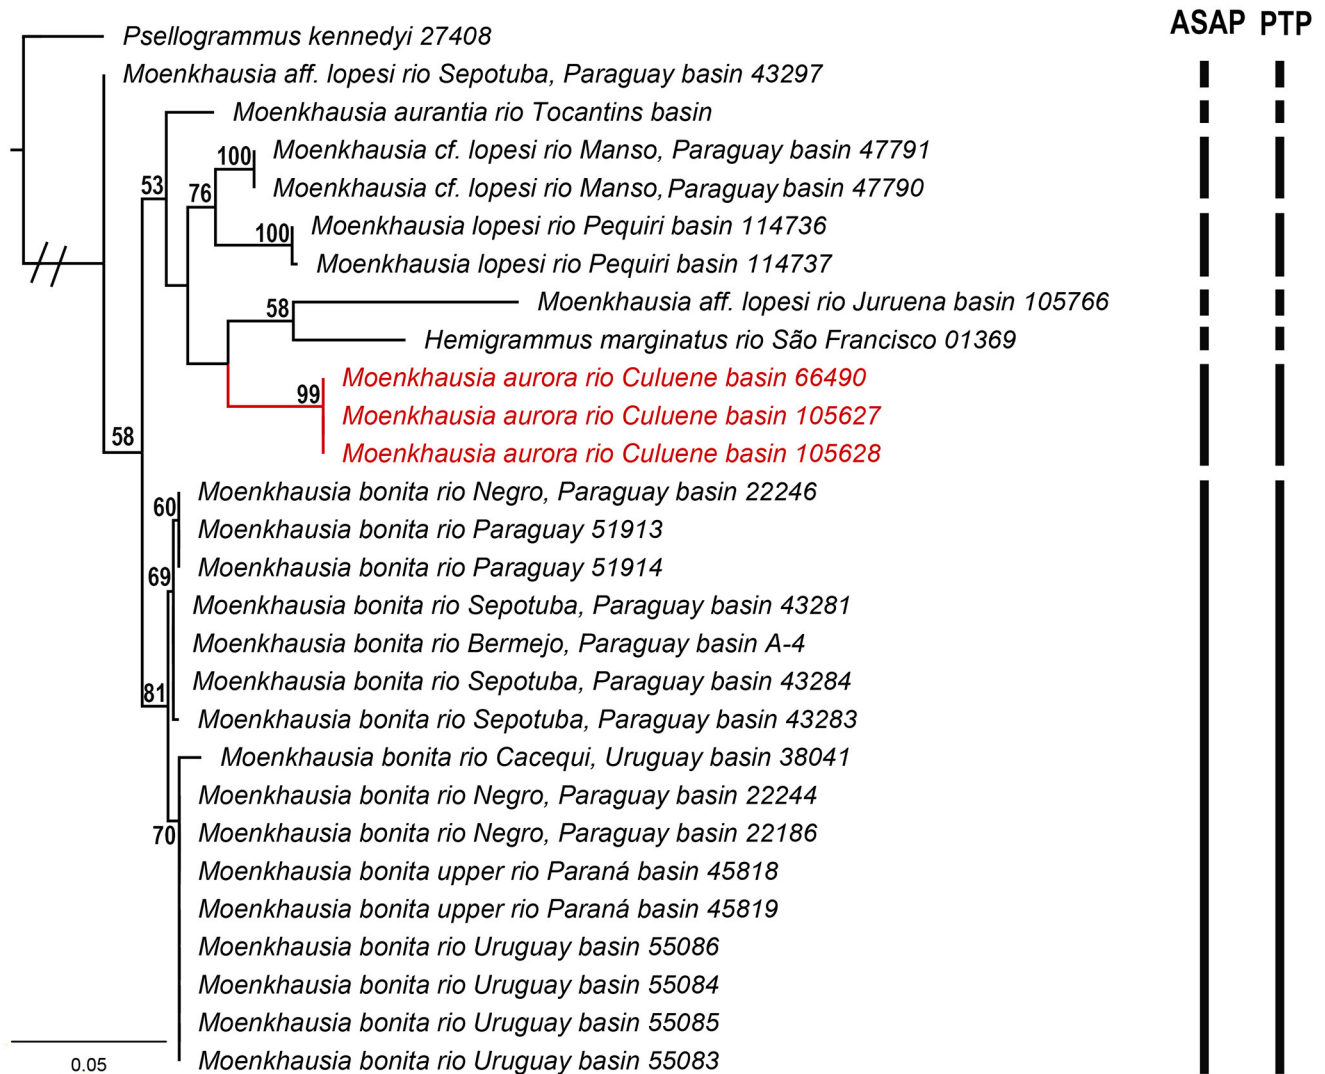 ASAP PTP
Psellogrammus kennedyi 27408
Moenkhausia aff. lopesi rio Sepotuba, Paraguay basin 43297
Moenkhausia aurantia rio Tocantins basin
Moenkhausia cf. lopesi rio Manso, Paraguay basin 47791
100
Moenkhausia cf. lopesi rio Manso, Paraguay basin 47790
53
76
Moenkhausia lopesi rio Pequiri basin 114736
100
Moenkhausia lopesi rio Pequiri basin 114737
Moenkhausia aff. lopesi rio Juruena basin 105766
58
Hemigrammus marginatus rio São Francisco 01369
Moenkhausia aurora rio Culuene basin 66490
99
Moenkhausia aurora rio Culuene basin 105627
58
Moenkhausia aurora rio Culuene basin 105628
Moenkhausia bonita rio Negro, Paraguay basin 22246
60
Moenkhausia bonita rio Paraguay 51913
Moenkhausia bonita rio Paraguay 51914
69
Moenkhausia bonita rio Sepotuba, Paraguay basin 43281
Moenkhausia bonita rio Bermejo, Paraguay basin A-4
Moenkhausia bonita rio Sepotuba, Paraguay basin 43284
81
Moenkhausia bonita rio Sepotuba, Paraguay basin 43283
Moenkhausia bonita rio Cacequi, Uruguay basin 38041
Moenkhausia bonita rio Negro, Paraguay basin 22244
Moenkhausia bonita rio Negro, Paraguay basin 22186
70
Moenkhausia bonita upper rio Paraná basin 45818
Moenkhausia bonita upper rio Paraná basin 45819
Moenkhausia bonita rio Uruguay basin 55086
Moenkhausia bonita rio Uruguay basin 55084
Moenkhausia bonita rio Uruguay basin 55085
Moenkhausia bonita rio Uruguay basin 55083
0.05